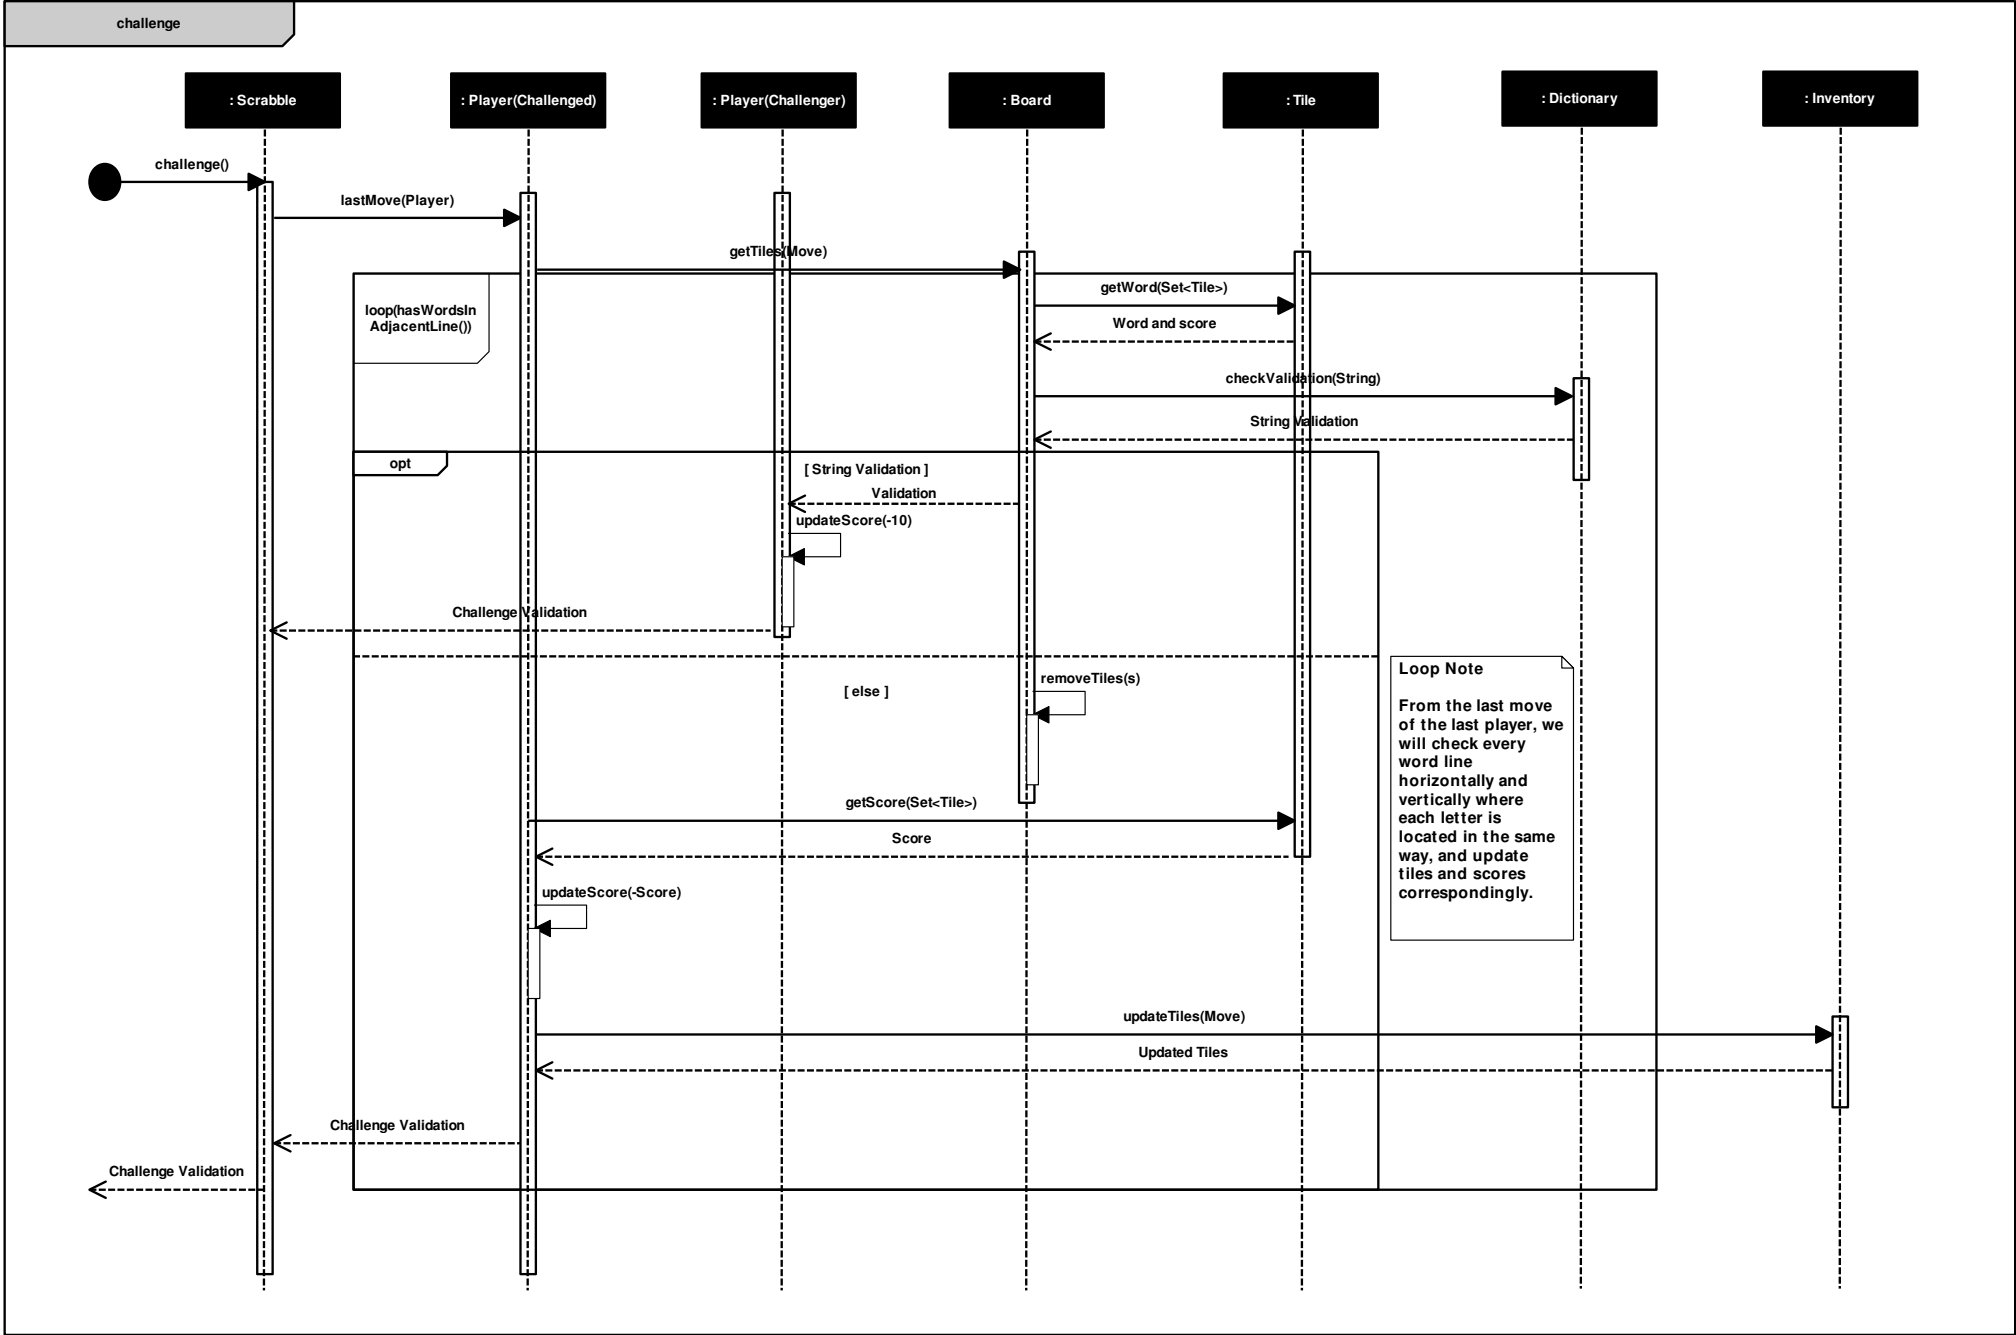 challenge
: Scrabble
: Player(Challenged)
: Player(Challenger)
: Board
: Tile
: Dictionary
: Inventory
challenge()
lastMove(Player)
getTiles(Move)
loop(hasWordsIn
AdjacentLine())
getWord(Set<Tile>)
Word and score
checkValidation(String)
String Validation
opt
[ String Validation ]
Validation
updateScore(-10)
Challenge Validation
[ else ]
removeTiles(s)
Loop Note
From the last move
of the last player, we
will check every
word line
horizontally and
vertically where
each letter is
located in the same
way, and update
tiles and scores
correspondingly.
getScore(Set<Tile>)
Score
updateScore(-Score)
updateTiles(Move)
Updated Tiles
Challenge Validation
Challenge Validation